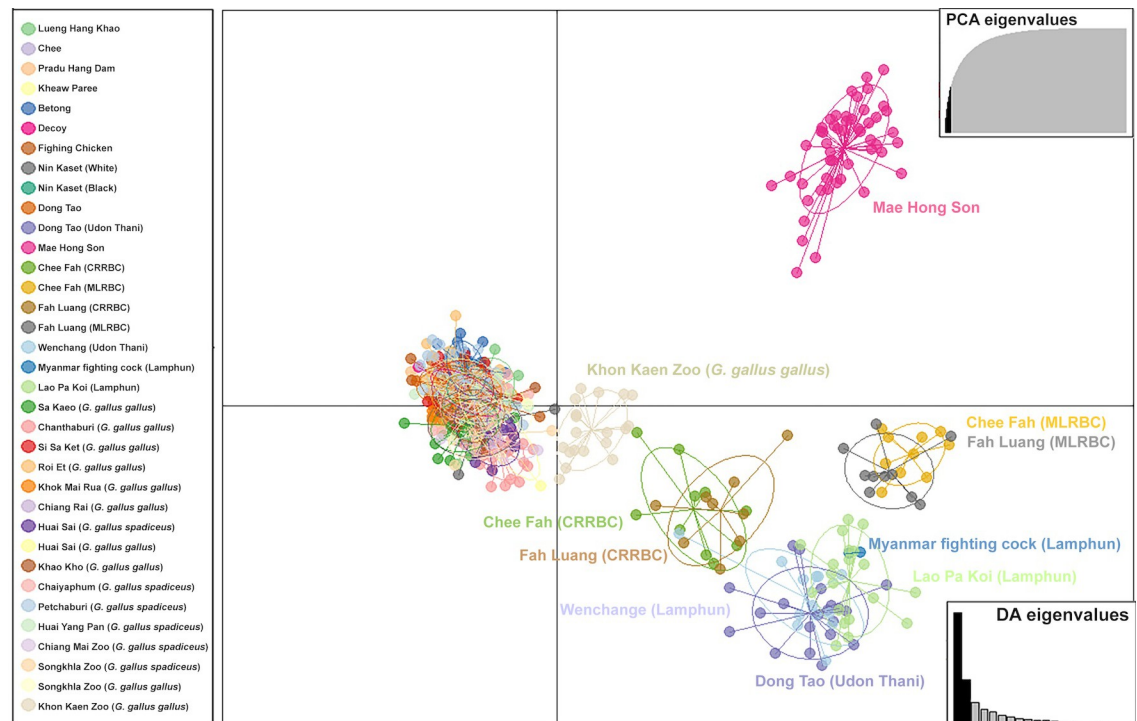 Lueng Hang Khao
Chee
Pradu Hang Dam
Kheaw Paree
Betong
Decoy
Fighing Chicken
Nin Kaset (White)
Nin Kaset (Black)
Dong Tao
Dong Tao (Udon Thani)
Mae Hong Son
Chee Fah (CRRBC)
Chee Fah (MLRBC)
Fah Luang (CRRBC)
Fah Luang (MLRBC)
Wenchang (Udon Thani)
Myanmar fighting cock (Lamphun)
Lao Pa Koi (Lamphun)
Sa Kaeo (G. gallus gallus)
Chanthaburi (G. gallus gallus)
Si Sa Ket (G. gallus gallus)
Roi Et (G. gallus gallus)
Khok Mai Rua (G. gallus gallus)
Chiang Rai (G. gallus gallus)
Huai Sai (G. gallus spadiceus)
Huai Sai (G. gallus gallus)
Khao Kho (G. gallus gallus)
Chaiyaphum (G. gallus spadiceus)
Petchaburi (G. gallus spadiceus)
Huai Yang Pan (G. gallus spadiceus)
Chiang Mai Zoo (G. gallus spadiceus)
Songkhla Zoo (G. gallus spadiceus)
Songkhla Zoo (G. gallus gallus)
Khon Kaen Zoo (G. gallus gallus)
PCA eigenvalues
Mae Hong Son
Khon Kaen Zoo (G. gallus gallus)
Chee Fah (MLRBC)
Fah Luang (MLRBC)
Chee Fah (CRRBC)
Fah Luang (CRRBC)
Myanmar fighting cock (Lamphun)
Lao Pa Koi (Lamphun)
Wenchange (Lamphun)
Dong Tao (Udon Thani)
DA eigenvalues